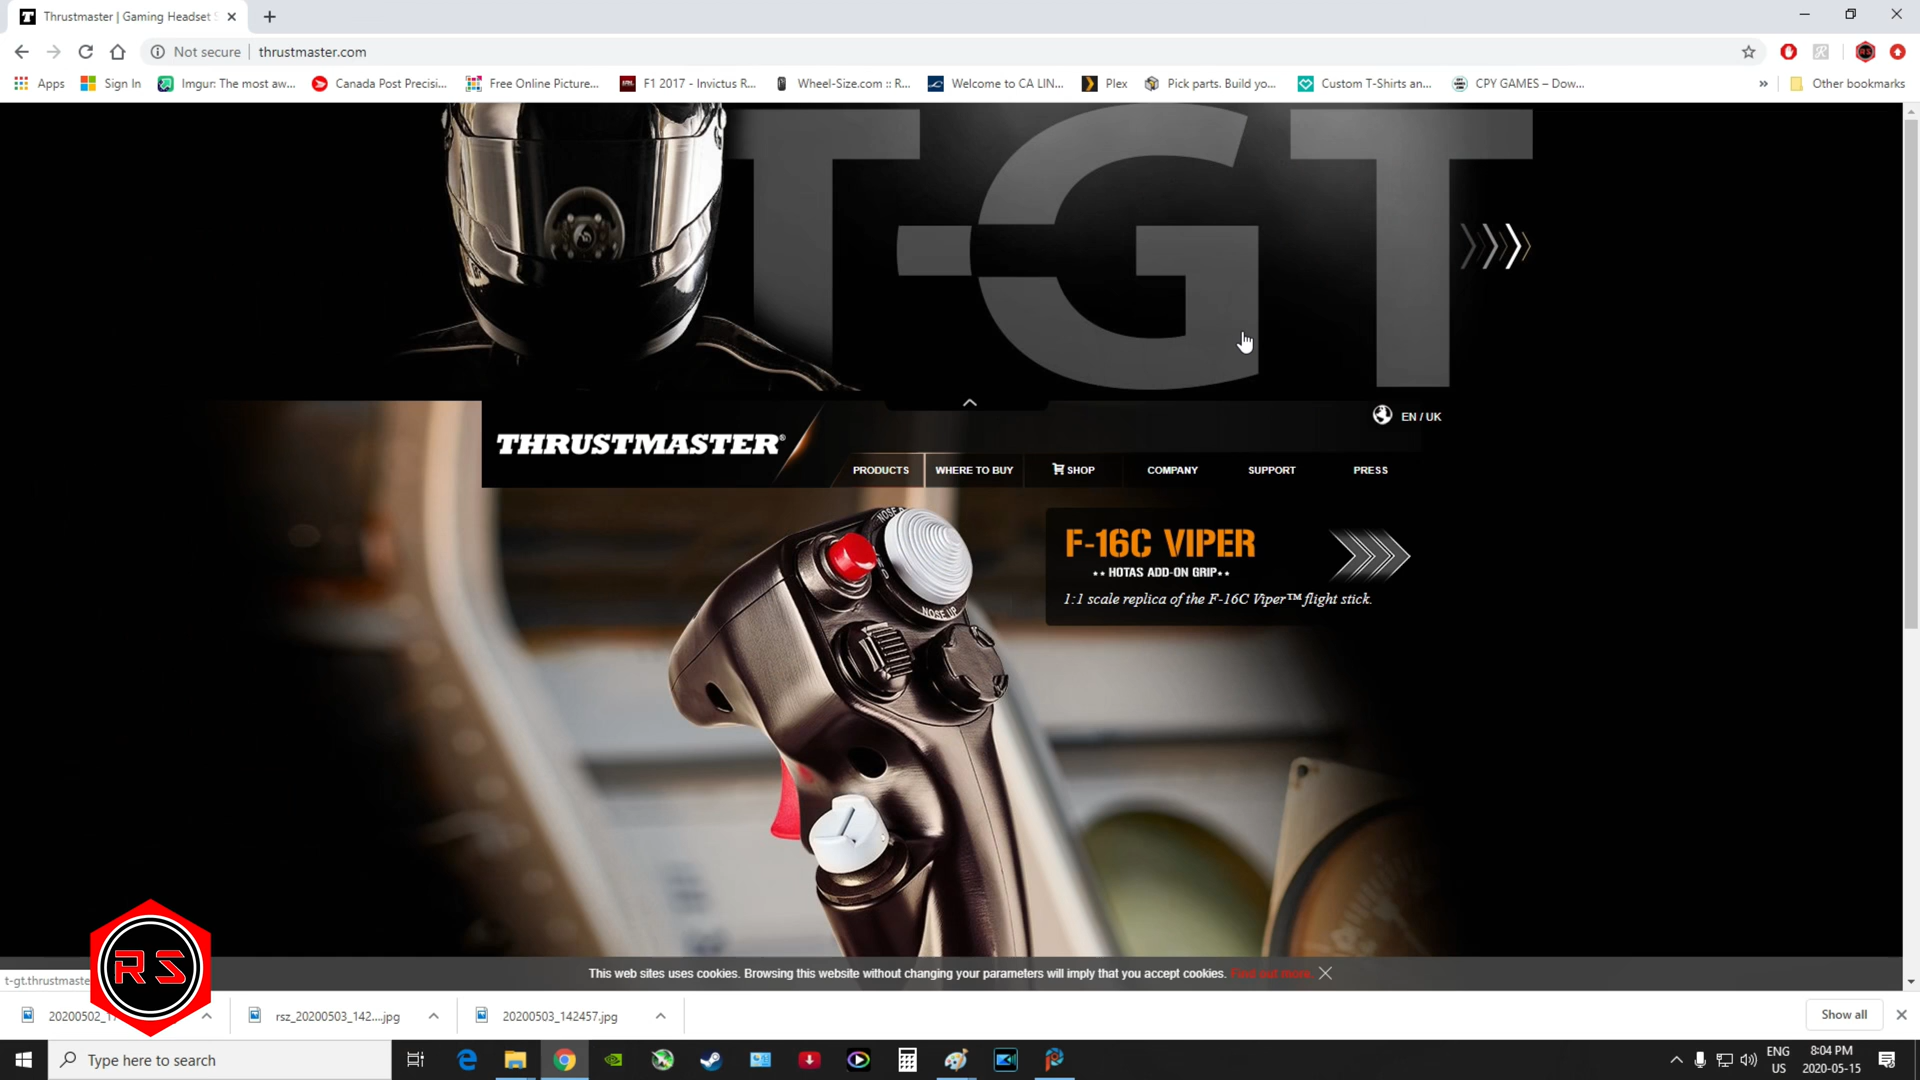 Thrustmaster | Gaming Headset
Not secure | thrustmaster.com
Apps
Sign In
Imgur: The most aw...
Canada Post Precisi...
Free Online Picture...
F1 2017 - Invictus R...
Wheel-Size.com :: R...
Welcome to CA LIN...
Plex
Pick parts. Build yo...
Custom T-Shirts an...
CPY GAMES – Dow...
»
Other bookmarks
T-GT
EN / UK
THRUSTMASTER®
PRODUCTS
WHERE TO BUY
SHOP
COMPANY
SUPPORT
PRESS
F-16C VIPER
** HOTAS ADD-ON GRIP**
1:1 scale replica of the F-16C Viper™ flight stick.
NOSE
NOSE UP
This web sites uses cookies. Browsing this website without changing your parameters will imply that you accept cookies. Find out more.
t-gt.thrustmaste
RS
20200502_1
rsz_20200503_142....jpg
20200503_142457.jpg
Show all
Type here to search
ENG
US
8:04 PM
2020-05-15